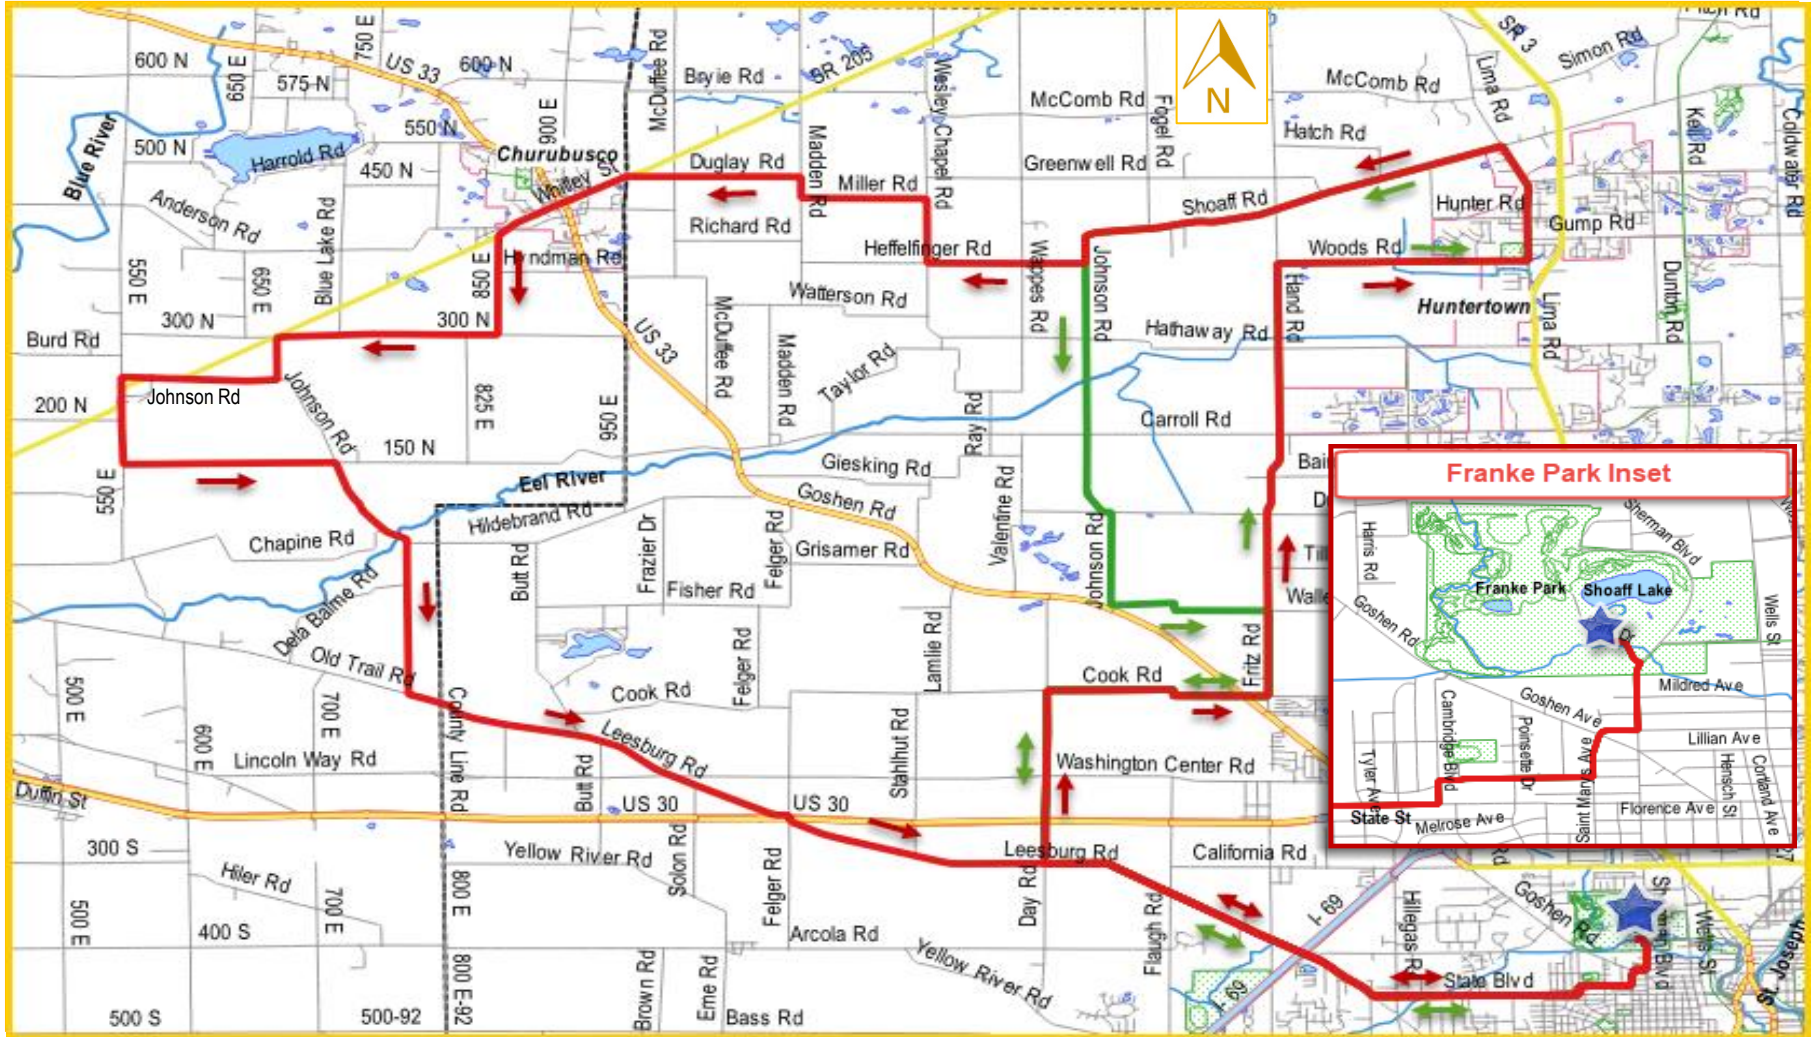 600 N
650 E
750 E
575-N
US 33
600 N
McDuffee Rd
Bryie Rd
SR 205
Wesley Chapel Rd
McComb Rd
Fogel Rd
N
McComb Rd
Lima Rd
SR 3
Simon Rd
Kell Rd
Coldwater Rd
Blue River
500 N
Harrold Rd
550 N
450 N
900 E
Churubusco
Whitley St
Duglay Rd
Madden Rd
Miller Rd
Greenwell Rd
Hatch Rd
Shoaff Rd
Hunter Rd
Gump Rd
Anderson Rd
Blue Lake Rd
Richard Rd
Heffelfinger Rd
Wappes Rd
Johnson Rd
Woods Rd
Hand Rd
Huntertown
Lima Rd
Dunton Rd
550 E
650 E
850 E
Hyndman Rd
Watterson Rd
Hathaway Rd
Burd Rd
300 N
300 N
US 33
McDuffee Rd
Madden Rd
Taylor Rd
200 N
Johnson Rd
Johnson Rd
825 E
950 E
Carroll Rd
Ray Rd
150 N
Giesking Rd
Valentine Rd
550 E
Eel River
Hildebrand Rd
Goshen Rd
Chapine Rd
Butt Rd
Frazier Dr
Felger Rd
Grisamer Rd
Fisher Rd
Johnson Rd
Dela Balme Rd
Old Trail Rd
Felger Rd
Lamlie Rd
Fritz Rd
Cook Rd
Cook Rd
500 E
600 E
700 E
County Line Rd
Lincoln Way Rd
Leesburg Rd
Butt Rd
Stahlhut Rd
Washington Center Rd
US 30
US 30
300 S
Yellow River Rd
Solon Rd
Felger Rd
Leesburg Rd
California Rd
Hiler Rd
500 E
700 E
800 E
400 S
Arcola Rd
Day Rd
Flaugh Rd
I- 69
Hillegas R
Goshen Rd
Wells St
State Blvd
Blvd
St. Joseph
Yellow River Rd
I- 69
500 S
500-92
800 E-92
Brown Rd
Erne Rd
Bass Rd
Franke Park Inset
Harris Rd
Sherman Blvd
Franke Park
Shoaff Lake
Goshen Rd
Dr
Wells St
Mildred Ave
Goshen Ave
Cambridge Blvd
Poinsette Dr
Saint Marys Ave
Lillian Ave
Hensch St
Cortland Ave
Tyler Ave
State St
Melrose Ave
Florence Ave